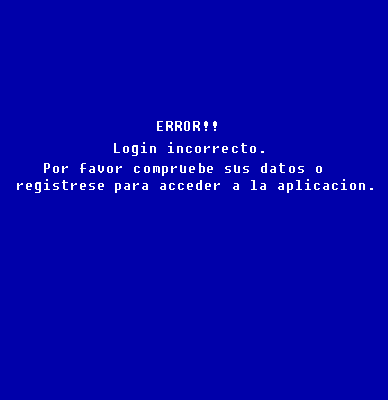 ERROR!!
Login incorrecto.
Por favor compruebe sus datos o
registrese para acceder a la aplicacion.